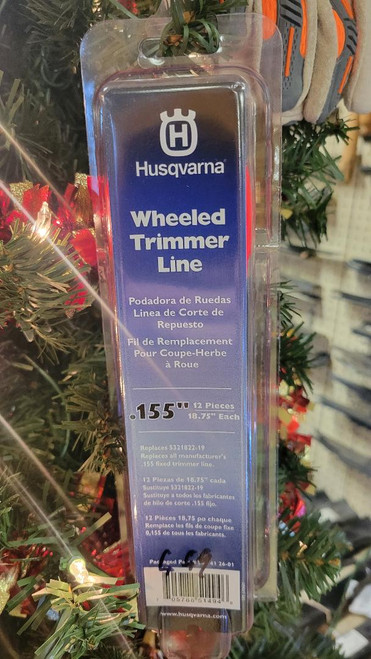 H
Husqvarna
Wheeled
Trimmer
Line
Podadora de Ruedas
Linea de Corte de
Repuesto
Fil de Remplacement
Pour Coupe-Herbe
à Roue
.155" 12 Pieces
18.75" Each
Replaces 5321822-19
Replaces all manufacturer's
.155 fixed trimmer line.
12 Piezas de 18,75" cada
Sustituye 5321822-19
Sustituye a todos los fabricantes
de hilo de corte .155 fijo.
12 Pièces 18,75 po chaque
Remplace les fils de coupe fixe
0,155 de tous les fabricants.
www.husqvarna.com